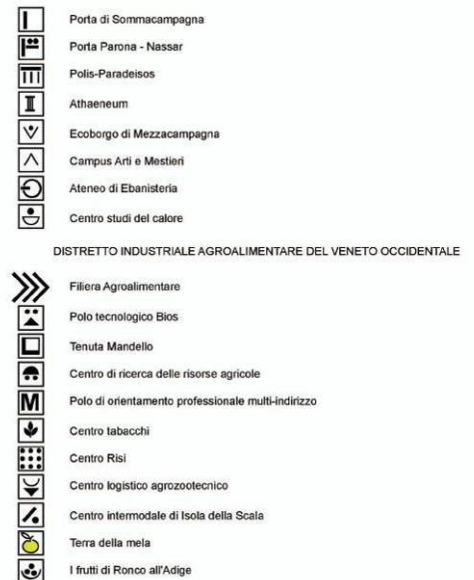 Porta di Sommacampagna
Porta Parona - Nassar
Polis-Paradeisos
Athaeneum
Ecoborgo di Mezzacampagna
Campus Arti e Mestieri
Ateneo di Ebanisteria
Centro studi del calore
DISTRETTO INDUSTRIALE AGROALIMENTARE DEL VENETO OCCIDENTALE
Filiera Agroalimentare
Polo tecnologico Bios
Tenuta Mandello
Centro di ricerca delle risorse agricole
M Polo di orientamento professionale multi-indirizzo
Centro tabacchi
Centro Risi
Centro logistico agrozootecnico
Centro intermodale di Isola della Scala
Terra della mela
I frutti di Ronco all'Adige